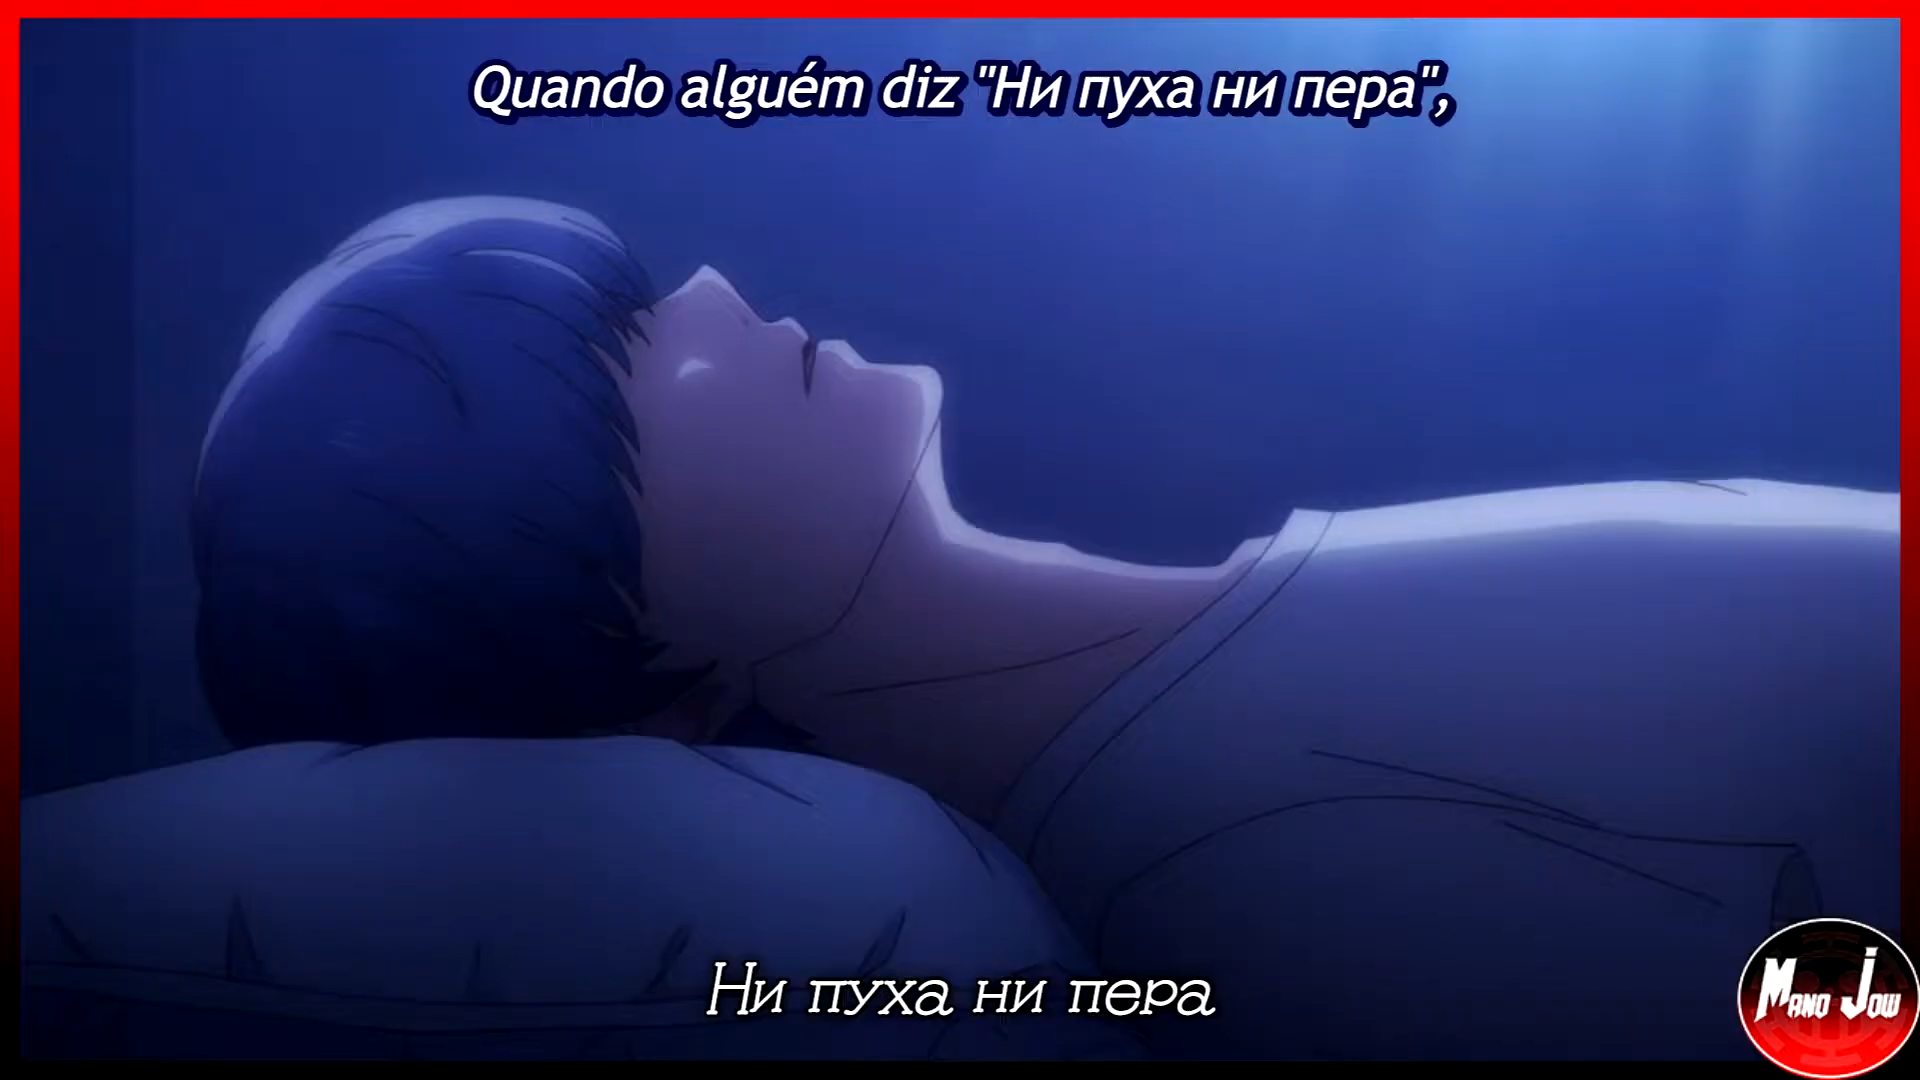 Quando alguém diz "Ни пуха ни пера",
Ни пуха ни пера
Mano Jow